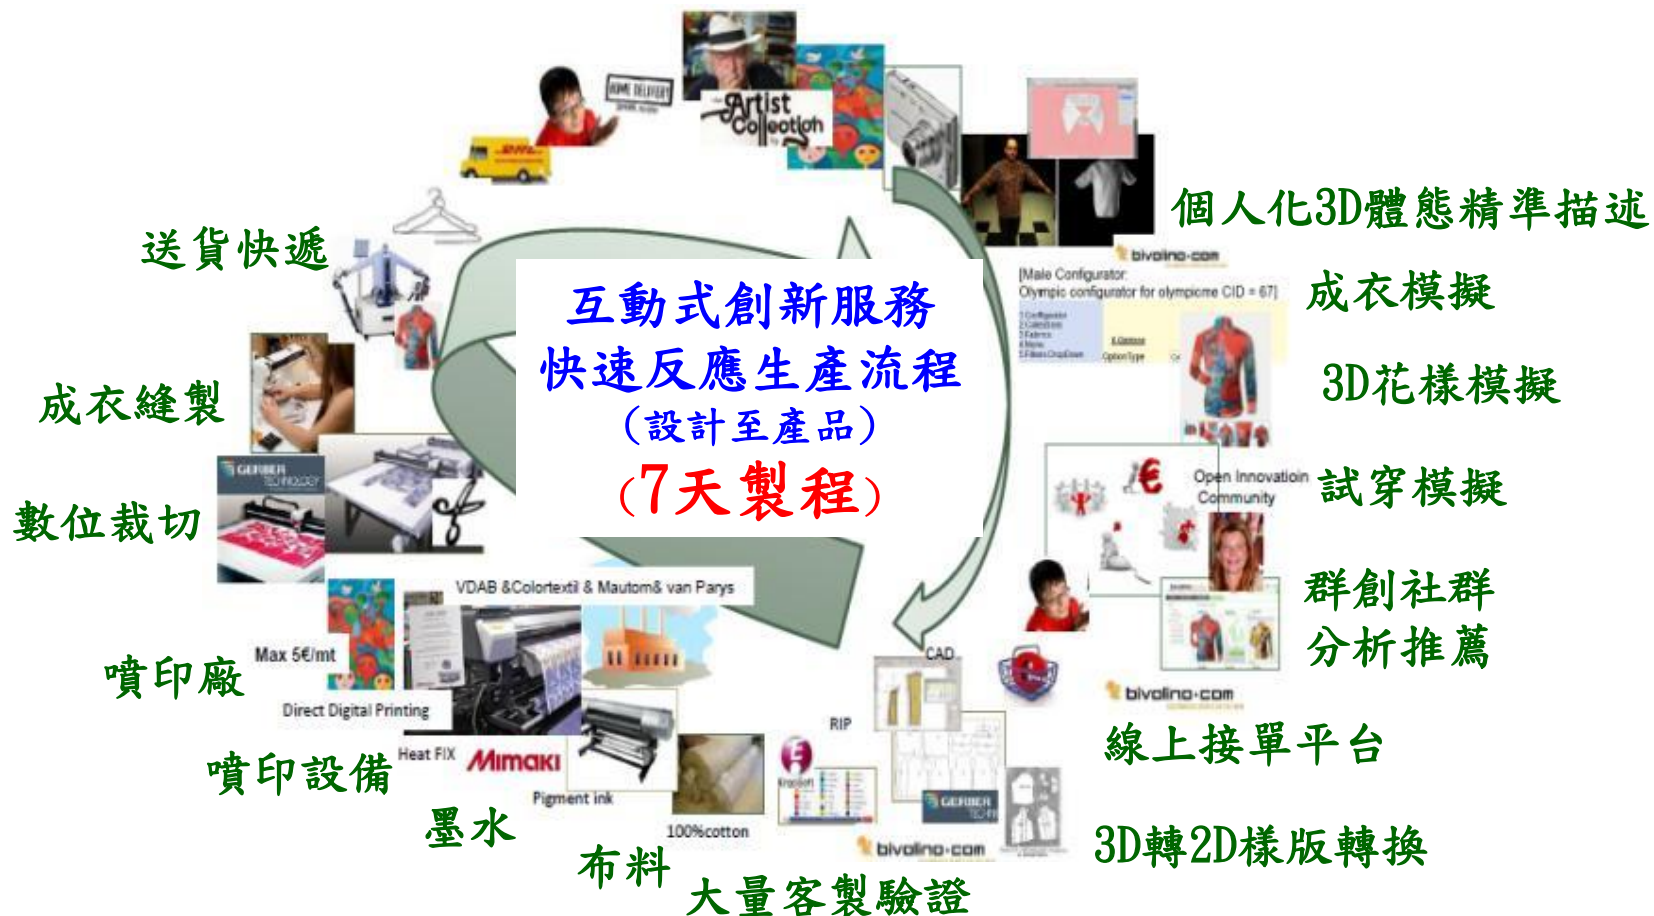 HOME DELIVERY
Artist
Collection
by
DHL
個人化3D體態精準描述
送貨快遞
bivolino.com
[Male Configurator:
Olympic configurator for olympiome CID = 67]
成衣模擬
互動式創新服務
快速反應生產流程
(設計至產品)
(7天製程)
OptionType
3D花樣模擬
成衣縫製
GERBER
TECHNOLOGY
Open Innovatioin
Community
試穿模擬
數位裁切
群創社群
分析推薦
VDAB &Colortextil & Mautom& van Parys
Max 5€/mt
噴印廠
CAD
bivolino.com
Direct Digital Printing
RIP
線上接單平台
Heat FIX
MIMAKI
噴印設備
Pigment ink
GERBER
墨水
100%cotton
bivolino.com
3D轉2D樣版轉換
布料
大量客製驗證